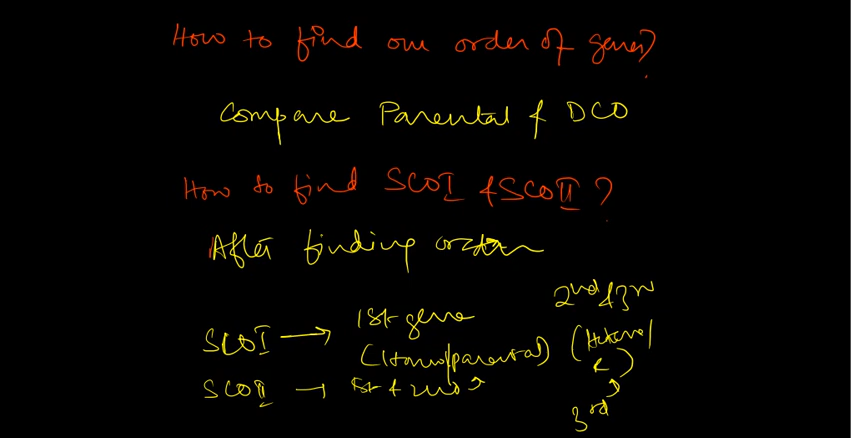 How to find our order of genes?
Compare Parental & DCO
How to find SCO I & SCO II ?
After finding order
SCO I → 1st gene (Homo/parental) 2nd & 3rd (Hetero/
SCO II → 1st & 2nd 3rd